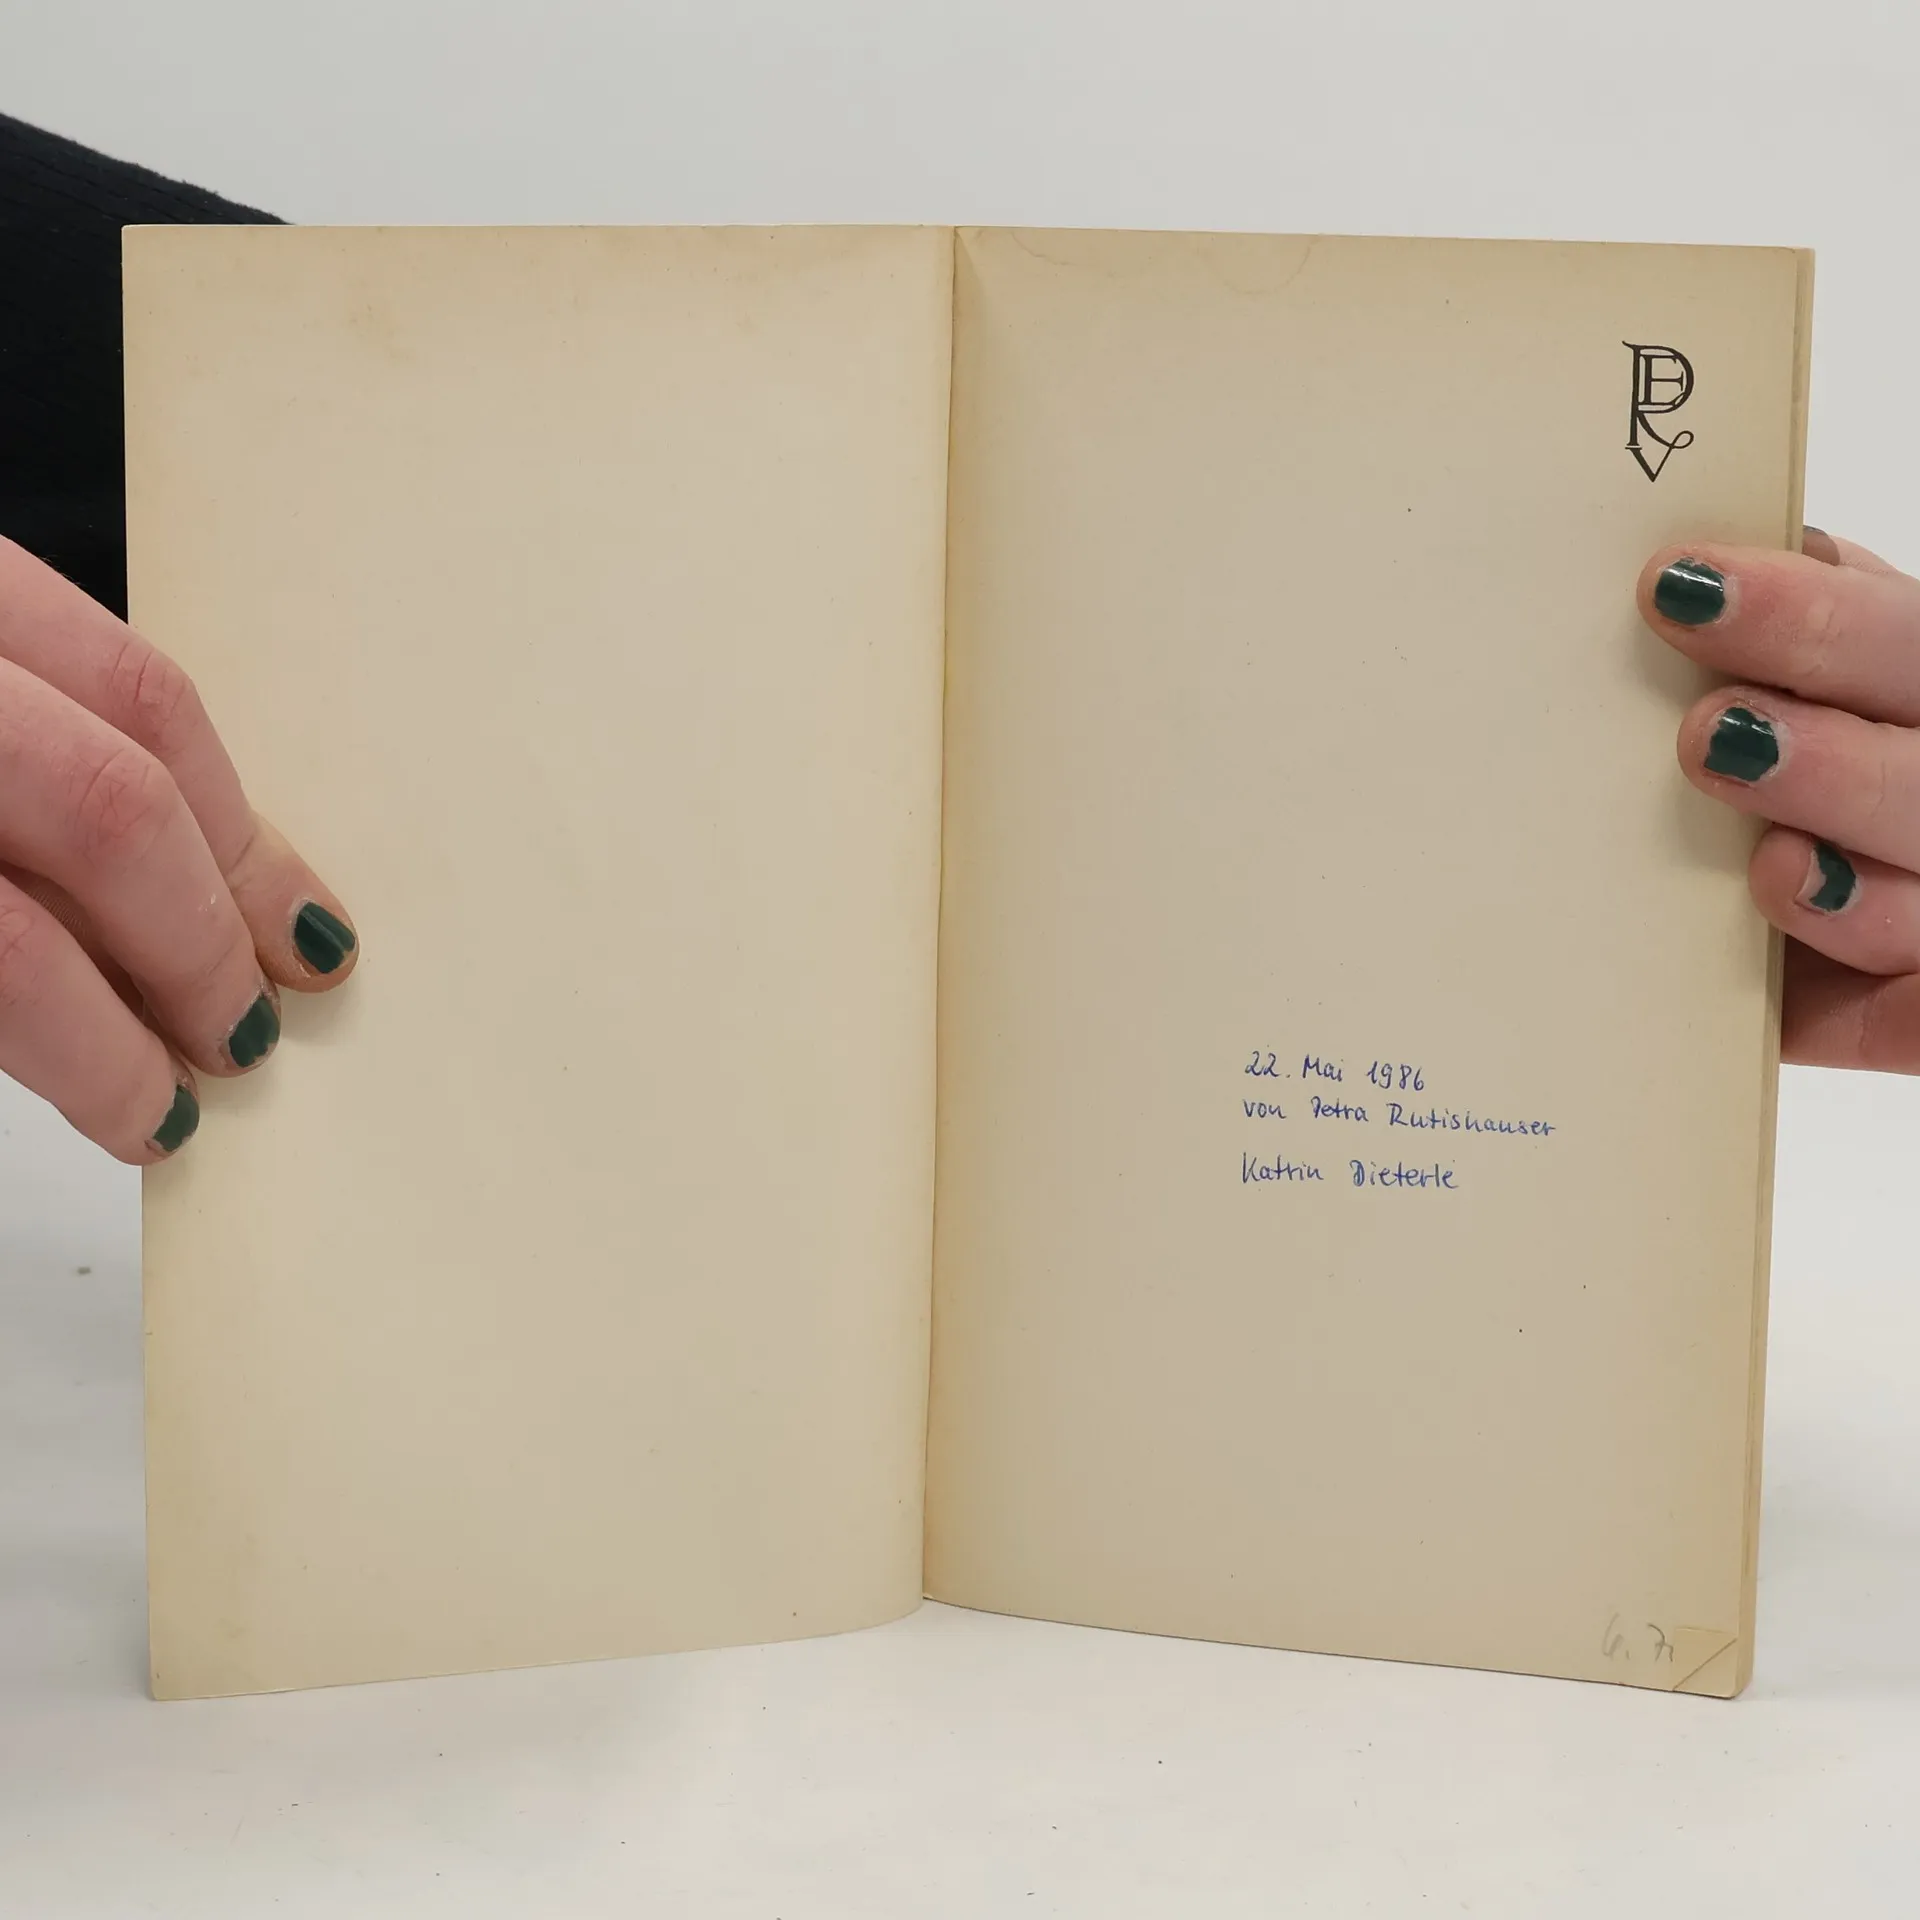 22. Mai 1986
von Petra Rutishauser
Katrin Dieterle